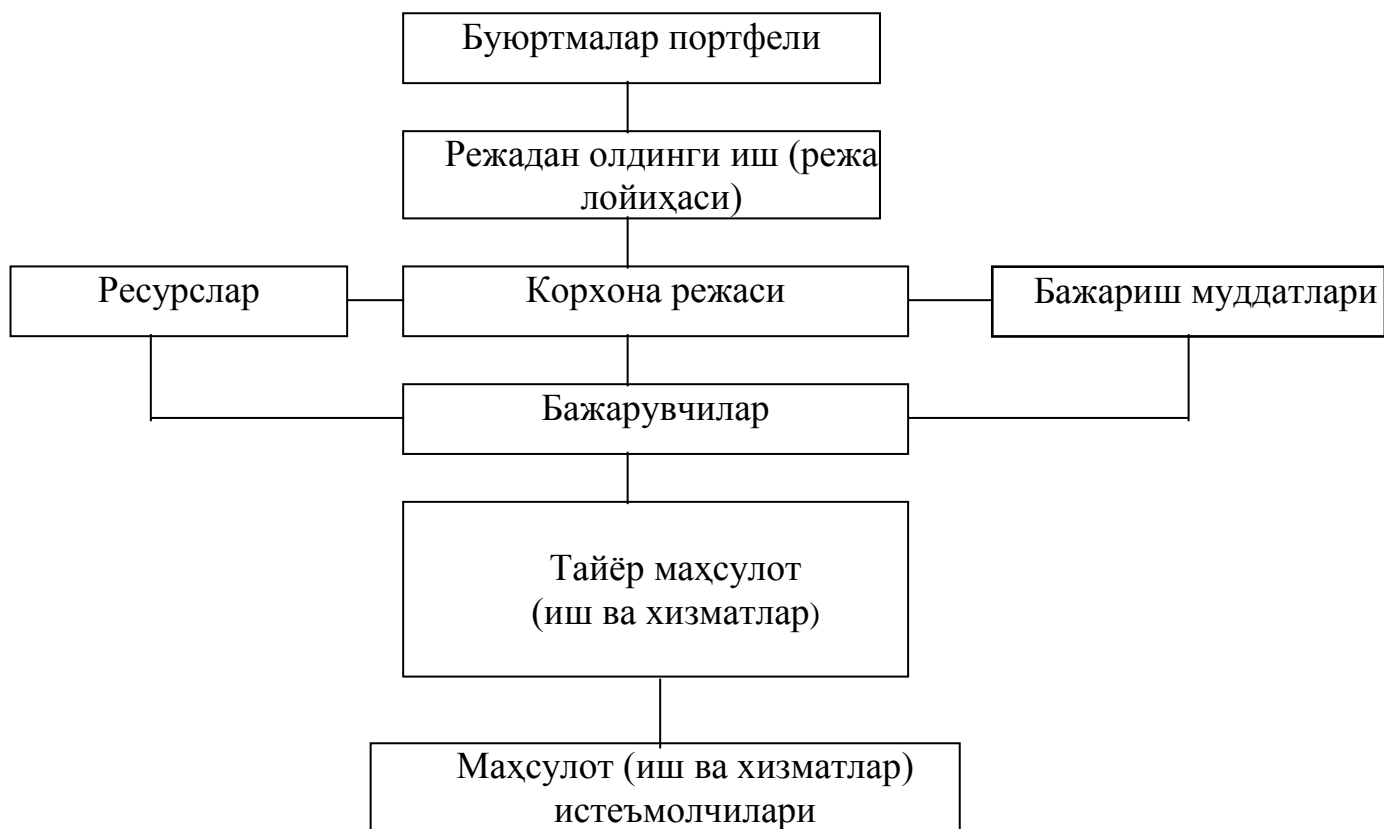 Буюртмалар портфели
Режадан олдинги иш (режа
лойиҳаси)
Ресурслар
Корхона режаси
Бажариш муддатлари
Бажарувчилар
Тайёр маҳсулот
(иш ва хизматлар)
Маҳсулот (иш ва хизматлар)
истеъмолчилари